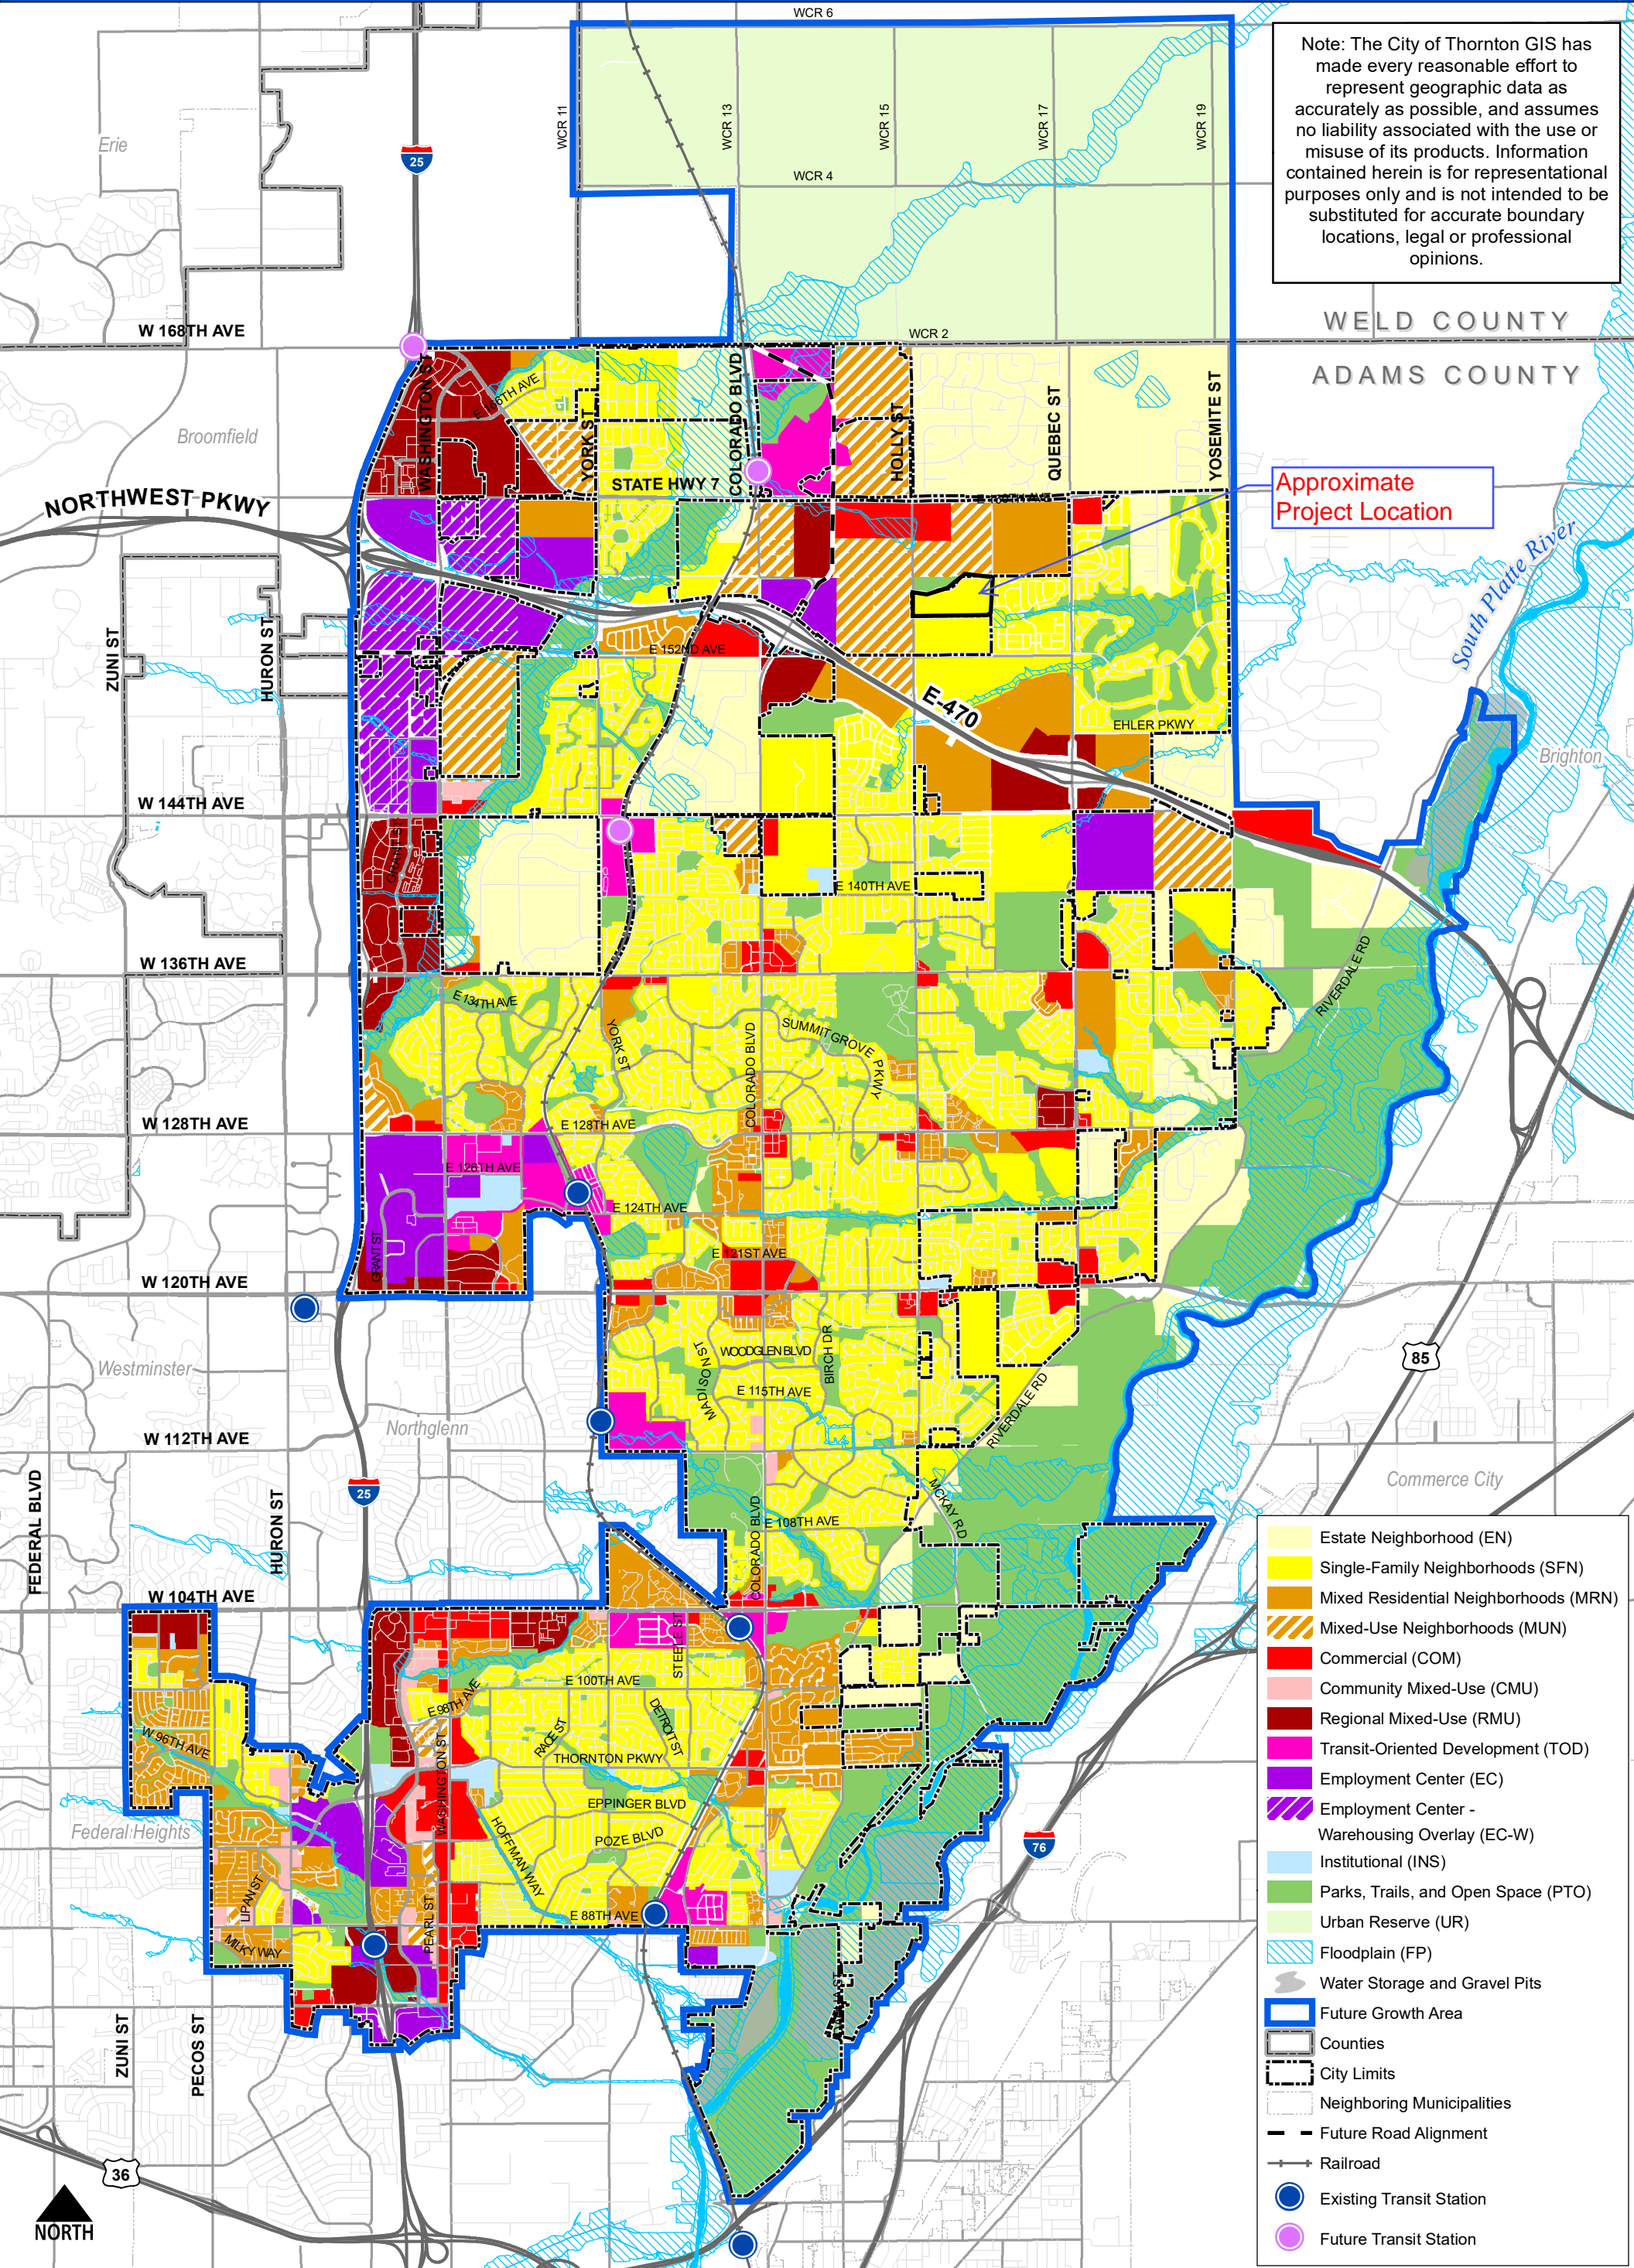 WCR 6
Note: The City of Thornton GIS has
made every reasonable effort to
represent geographic data as
accurately as possible, and assumes
no liability associated with the use or
misuse of its products. Information
contained herein is for representational
purposes only and is not intended to be
substituted for accurate boundary
locations, legal or professional
opinions.
WCR 11
WCR 13
WCR 15
WCR 17
WCR 19
Erie
25
WCR 4
W 168TH AVE
WCR 2
WELD COUNTY
ADAMS COUNTY
WASHINGTON ST
E 166TH AVE
YORK ST
COLORADO BLVD
HOLLY ST
QUEBEC ST
YOSEMITE ST
Broomfield
NORTHWEST PKWY
STATE HWY 7
Approximate
Project Location
South Platte River
ZUNI ST
HURON ST
E 152ND AVE
E-470
EHLER PKWY
Brighton
W 144TH AVE
GRANT ST
E 140TH AVE
W 136TH AVE
E 134TH AVE
YORK ST
COLORADO BLVD
SUMMIT GROVE PKWY
RIVERDALE RD
W 128TH AVE
E 128TH AVE
E 126TH AVE
E 124TH AVE
GRANT ST
E 121ST AVE
W 120TH AVE
Westminster
MADISON ST
WOODGLEN BLVD
BIRCH DR
E 115TH AVE
RIVERDALE RD
85
Northglenn
W 112TH AVE
FEDERAL BLVD
HURON ST
25
COLORADO BLVD
E 108TH AVE
MCKAY RD
Commerce City
W 104TH AVE
STEELE ST
E 100TH AVE
E 98TH AVE
W 96TH AVE
RACE ST
DETROIT ST
THORNTON PKWY
WASHINGTON ST
EPPINGER BLVD
POZE BLVD
HOFFMAN WAY
Federal Heights
76
LIPAN ST
PEARL ST
E 88TH AVE
MILKY WAY
ZUNI ST
PECOS ST
36
NORTH
Estate Neighborhood (EN)
Single-Family Neighborhoods (SFN)
Mixed Residential Neighborhoods (MRN)
Mixed-Use Neighborhoods (MUN)
Commercial (COM)
Community Mixed-Use (CMU)
Regional Mixed-Use (RMU)
Transit-Oriented Development (TOD)
Employment Center (EC)
Employment Center -
Warehousing Overlay (EC-W)
Institutional (INS)
Parks, Trails, and Open Space (PTO)
Urban Reserve (UR)
Floodplain (FP)
Water Storage and Gravel Pits
Future Growth Area
Counties
City Limits
Neighboring Municipalities
Future Road Alignment
Railroad
Existing Transit Station
Future Transit Station